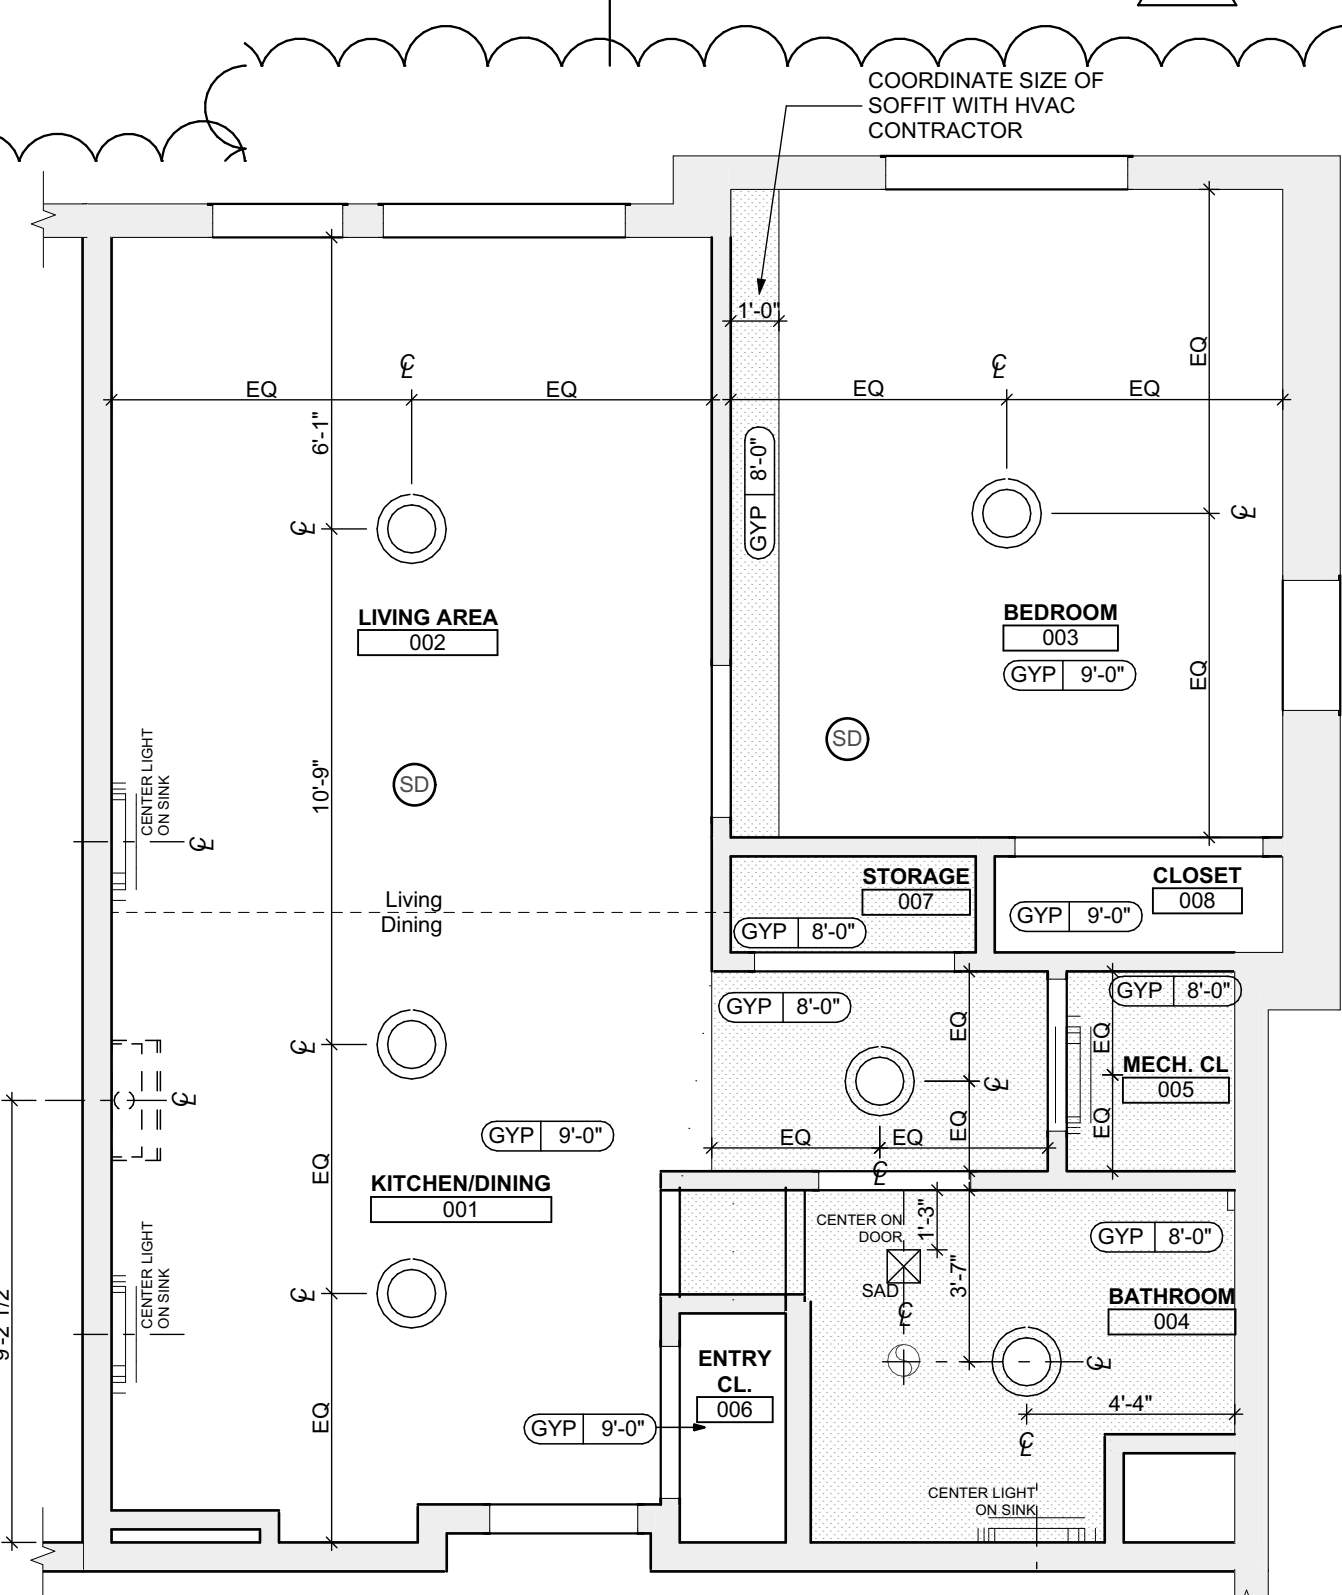 COORDINATE SIZE OF
SOFFIT WITH HVAC
CONTRACTOR
1'-0"
EQ
EQ
EQ
EQ
EQ
6'-1"
GYP 8'-0"
LIVING AREA
002
BEDROOM
003
GYP 9'-0"
EQ
SD
SD
10'-9"
CENTER LIGHT
ON SINK
Living
Dining
STORAGE
007
GYP 8'-0"
CLOSET
008
GYP 9'-0"
GYP 8'-0"
GYP 8'-0"
EQ
EQ
MECH. CL
005
EQ
EQ
EQ
EQ
GYP 9'-0"
EQ
KITCHEN/DINING
001
CENTER LIGHT
ON SINK
CENTER ON
DOOR
1'-3"
3'-7"
SAD
GYP 8'-0"
BATHROOM
004
9'-2 1/2
ENTRY
CL.
006
GYP 9'-0"
EQ
4'-4"
CENTER LIGHT
ON SINK